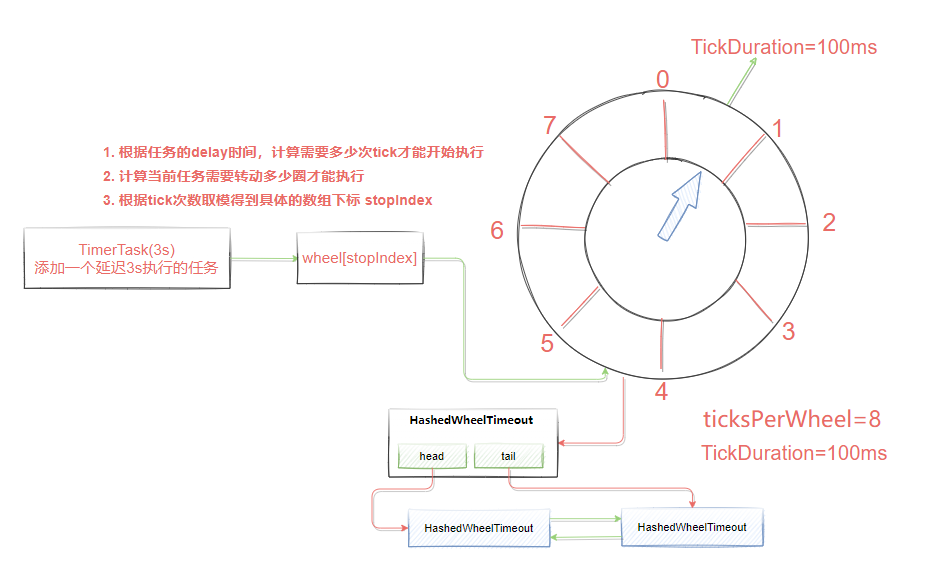 TickDuration=100ms
0
1
2
3
4
5
6
7
1. 根据任务的delay时间，计算需要多少次tick才能开始执行
2. 计算当前任务需要转动多少圈才能执行
3. 根据tick次数取模得到具体的数组下标 stopIndex
TimerTask(3s)
添加一个延迟3s执行的任务
wheel[stopIndex]
HashedWheelTimeout
head
tail
HashedWheelTimeout
HashedWheelTimeout
ticksPerWheel=8
TickDuration=100ms